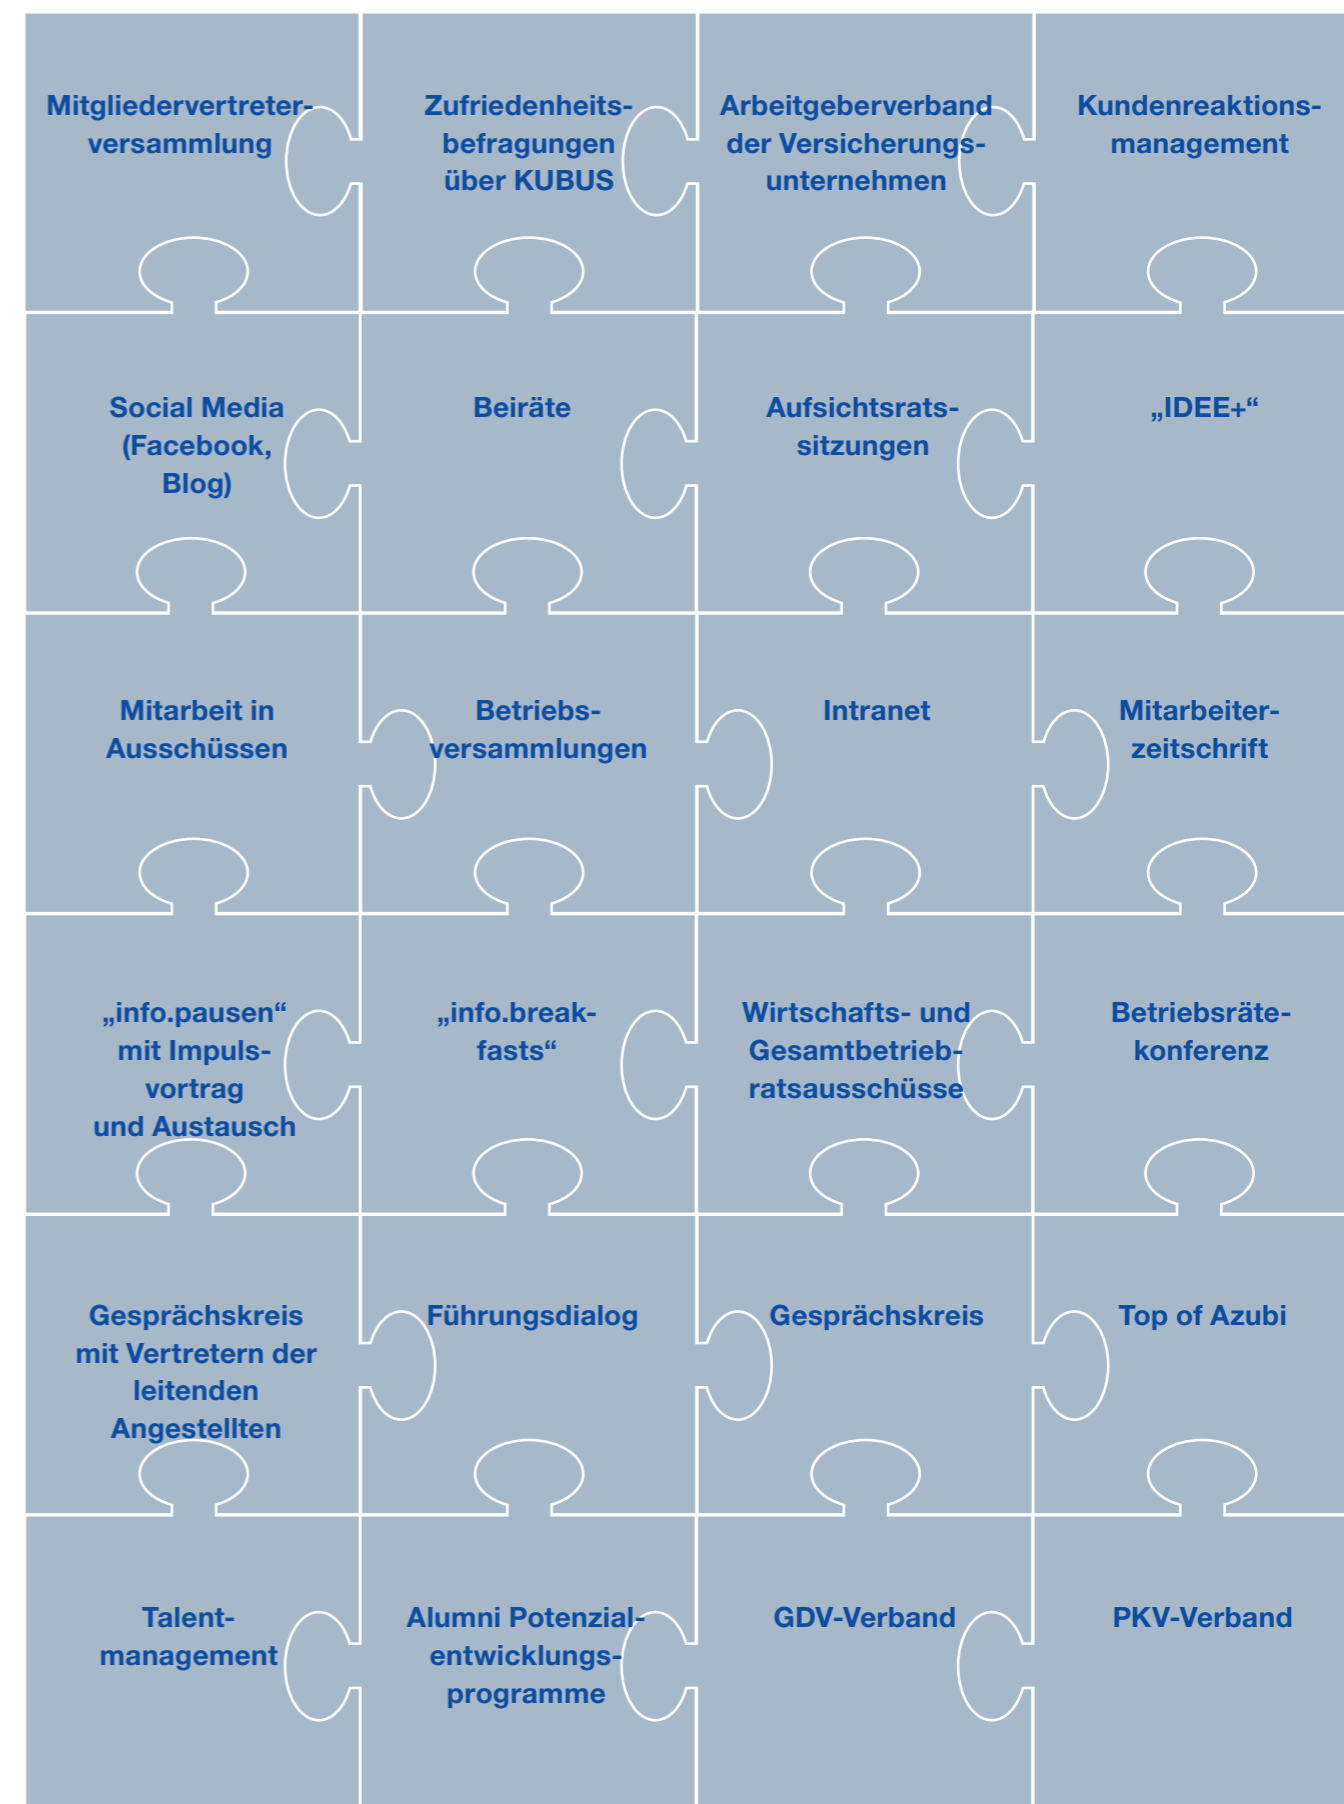 Mitgliedervertreter-
versammlung
Zufriedenheits-
befragungen
über KUBUS
Arbeitgeberverband
der Versicherungs-
unternehmen
Kundenreaktions-
management
Social Media
(Facebook,
Blog)
Beiräte
Aufsichtsrats-
sitzungen
„IDEE+“
Mitarbeit in
Ausschüssen
Betriebs-
versammlungen
Intranet
Mitarbeiter-
zeitschrift
„info.pausen“
mit Impuls-
vortrag
und Austausch
„info.break-
fasts“
Wirtschafts- und
Gesamtbetrieb-
ratsausschüsse
Betriebsräte-
konferenz
Gesprächskreis
mit Vertretern der
leitenden
Angestellten
Führungsdialog
Gesprächskreis
Top of Azubi
Talent-
management
Alumni Potenzial-
entwicklungs-
programme
GDV-Verband
PKV-Verband